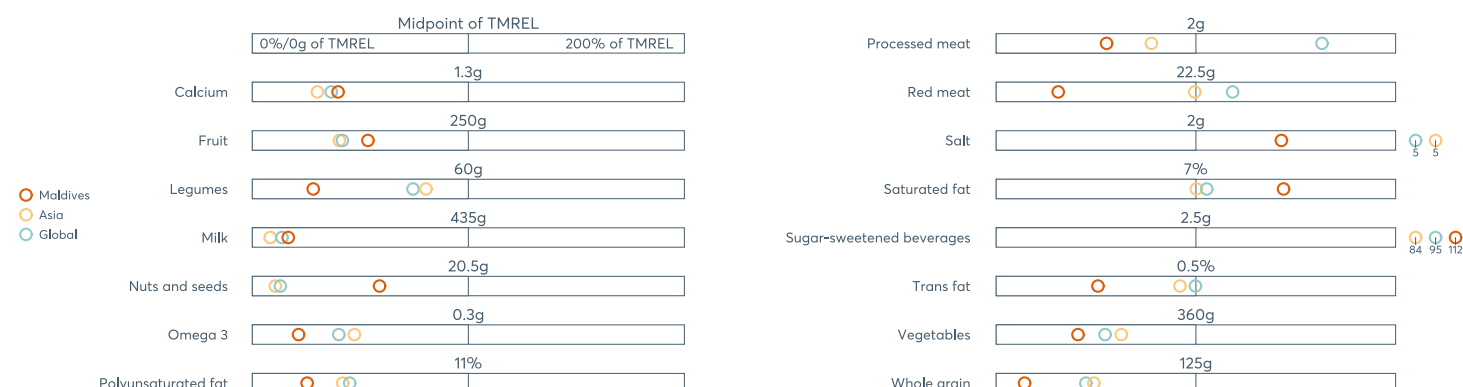 Midpoint of TMREL
0%/0g of TMREL 200% of TMREL
1.3g
Calcium
250g
Fruit
60g
Legumes
435g
Milk
20.5g
Nuts and seeds
0.3g
Omega 3
11%
Polyunsaturated fat
Maldives
Asia
Global
2g
Processed meat
22.5g
Red meat
2g
Salt
5 5
7%
Saturated fat
2.5g
Sugar-sweetened beverages
84 95 112
0.5%
Trans fat
360g
Vegetables
125g
Whole grain